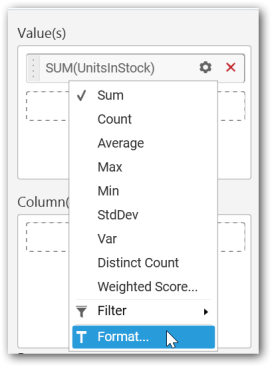 Value(s)
SUM(UnitsInStock)
Sum
Count
Average
Max
Min
StdDev
Column(
Var
Distinct Count
Weighted Score...
Filter
T Format...